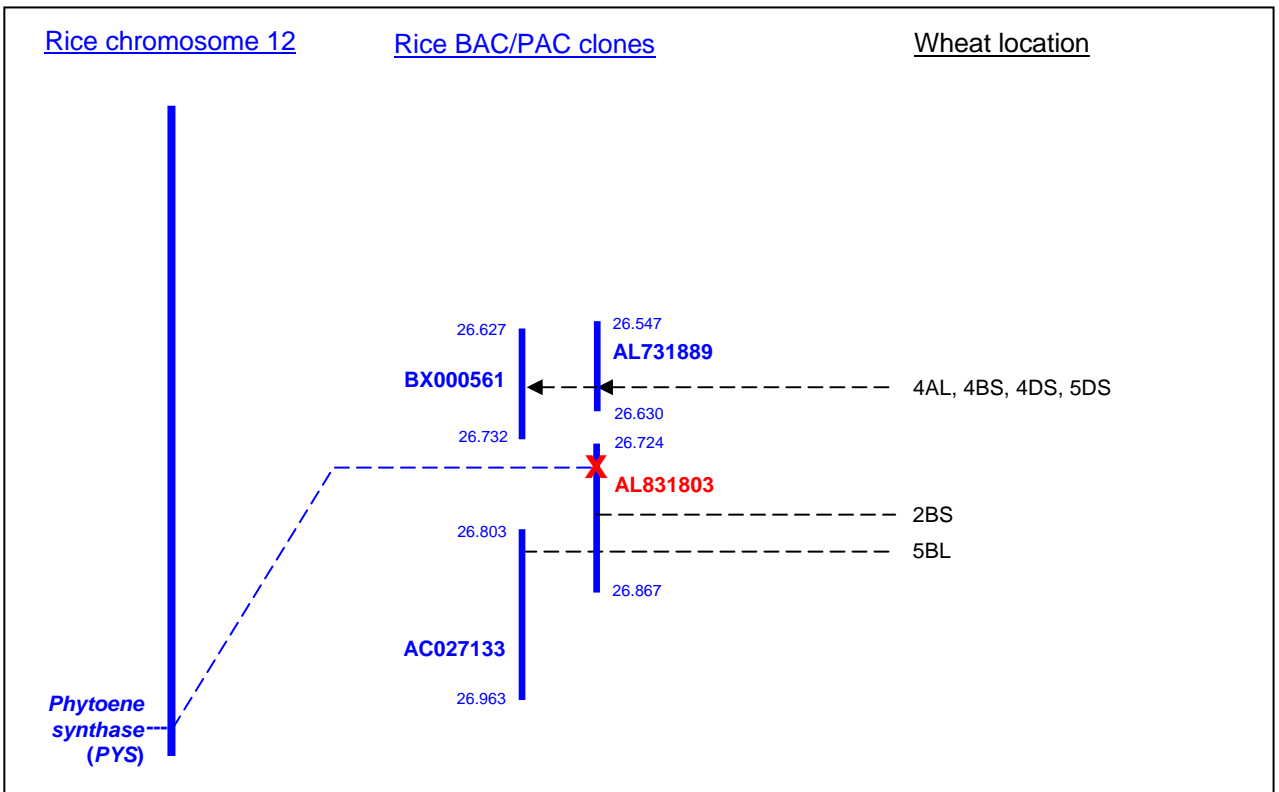 Rice chromosome 12
Rice BAC/PAC clones
Wheat location
26.627
26.547
AL731889
BX000561
4AL, 4BS, 4DS, 5DS
26.630
26.732
26.724
X
AL831803
2BS
26.803
5BL
26.867
AC027133
26.963
Phytoene
synthase
(PYS)